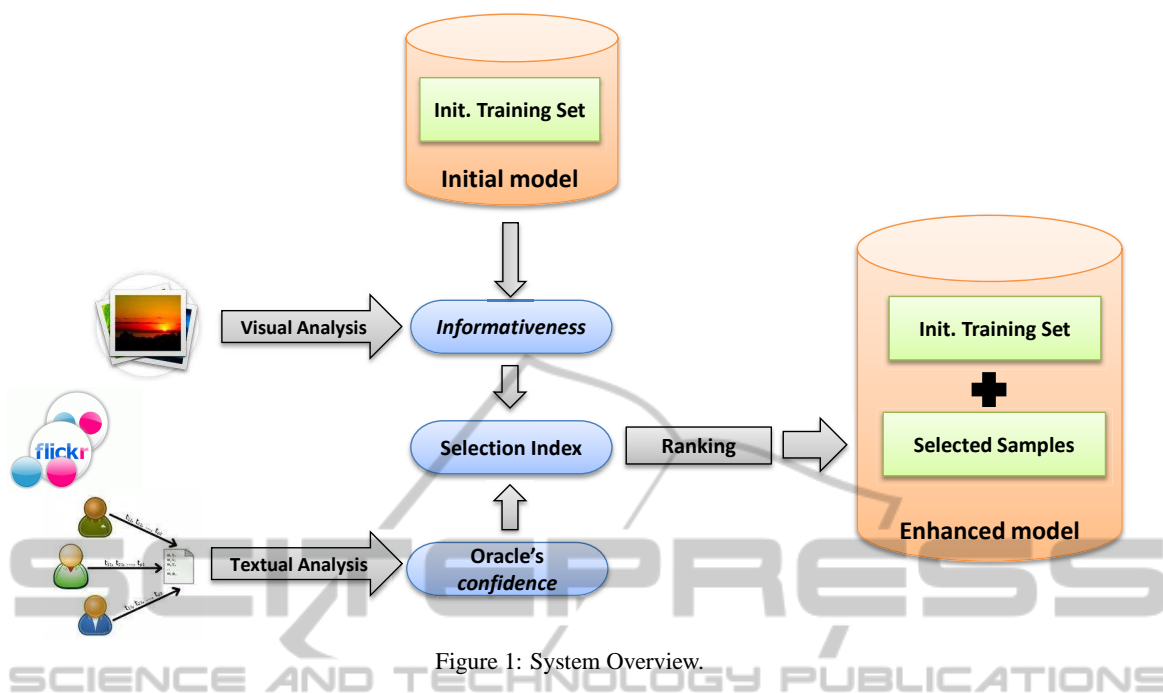 Init. Training Set
Initial model
Visual Analysis
Informativeness
Init. Training Set
flickr
Selection Index
Ranking
Selected Samples
Textual Analysis
Oracle's
confidence
Enhanced model
SCITEPRESS
Figure 1: System Overview.
SCIENCE AND TECHNOLOGY PUBLICATIONS